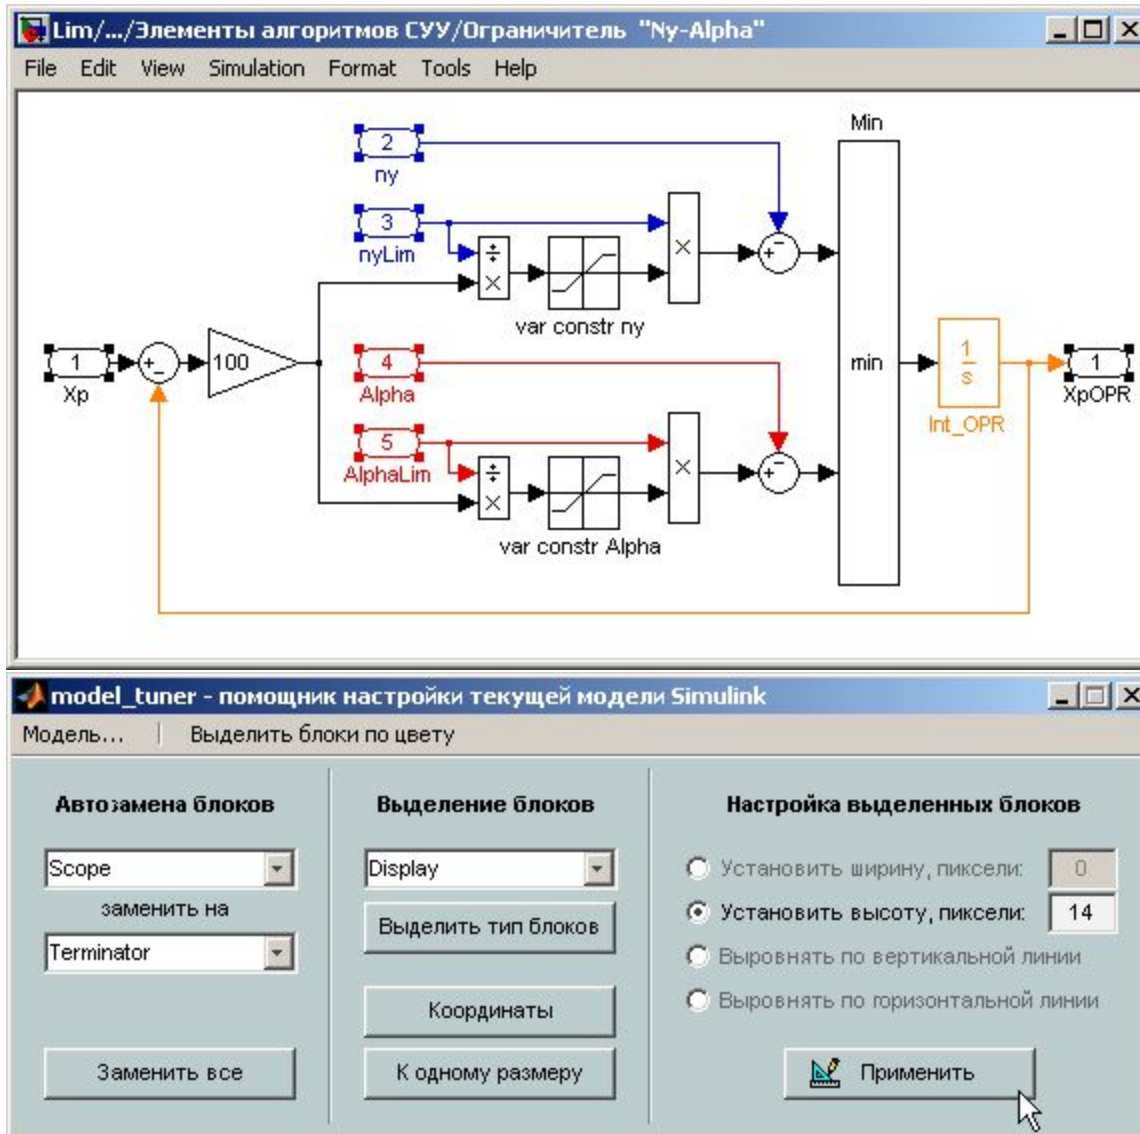 Lim/.../Элементы алгоритмов СУУ/Ограничитель "Ny-Alpha"
File Edit View Simulation Format Tools Help
Min
2
ny
3
nyLim
÷
×
×
+
−
var constr ny
1
Xp
+
−
100
4
Alpha
min
1
s
Int_OPR
1
XpOPR
5
AlphaLim
÷
×
×
+
−
var constr Alpha
model_tuner - помощник настройки текущей модели Simulink
Модель... | Выделить блоки по цвету
Автозамена блоков
Scope
заменить на
Terminator
Заменить все
Выделение блоков
Display
Выделить тип блоков
Координаты
К одному размеру
Настройка выделенных блоков
Установить ширину, пиксели: 0
Установить высоту, пиксели: 14
Выровнять по вертикальной линии
Выровнять по горизонтальной линии
Применить